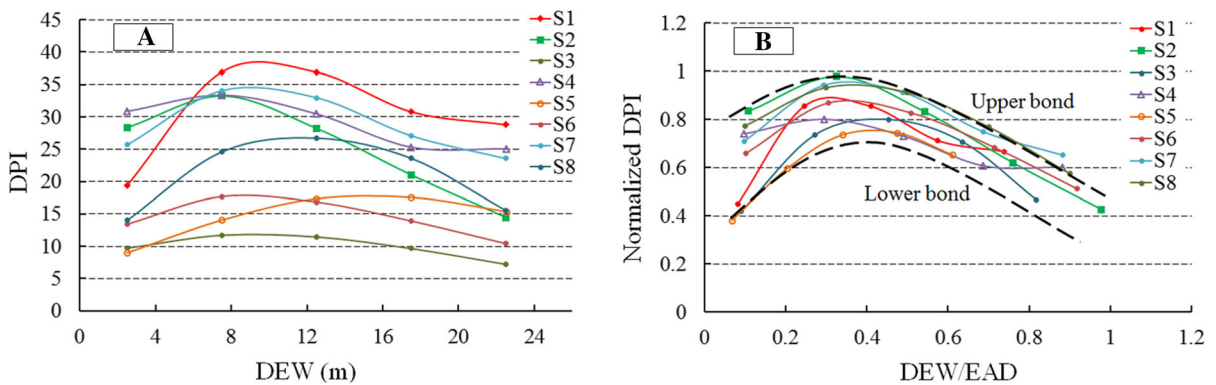 A
45
40
35
30
25
20
15
10
5
0
DPI
0 4 8 12 16 20 24
DEW (m)
S1
S2
S3
S4
S5
S6
S7
S8
B
1.2
1
0.8
0.6
0.4
0.2
0
Normalized DPI
0 0.2 0.4 0.6 0.8 1 1.2
DEW/EAD
Upper bond
Lower bond
S1
S2
S3
S4
S5
S6
S7
S8